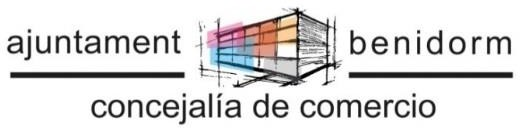 ajuntament benidorm
concejalía de comercio